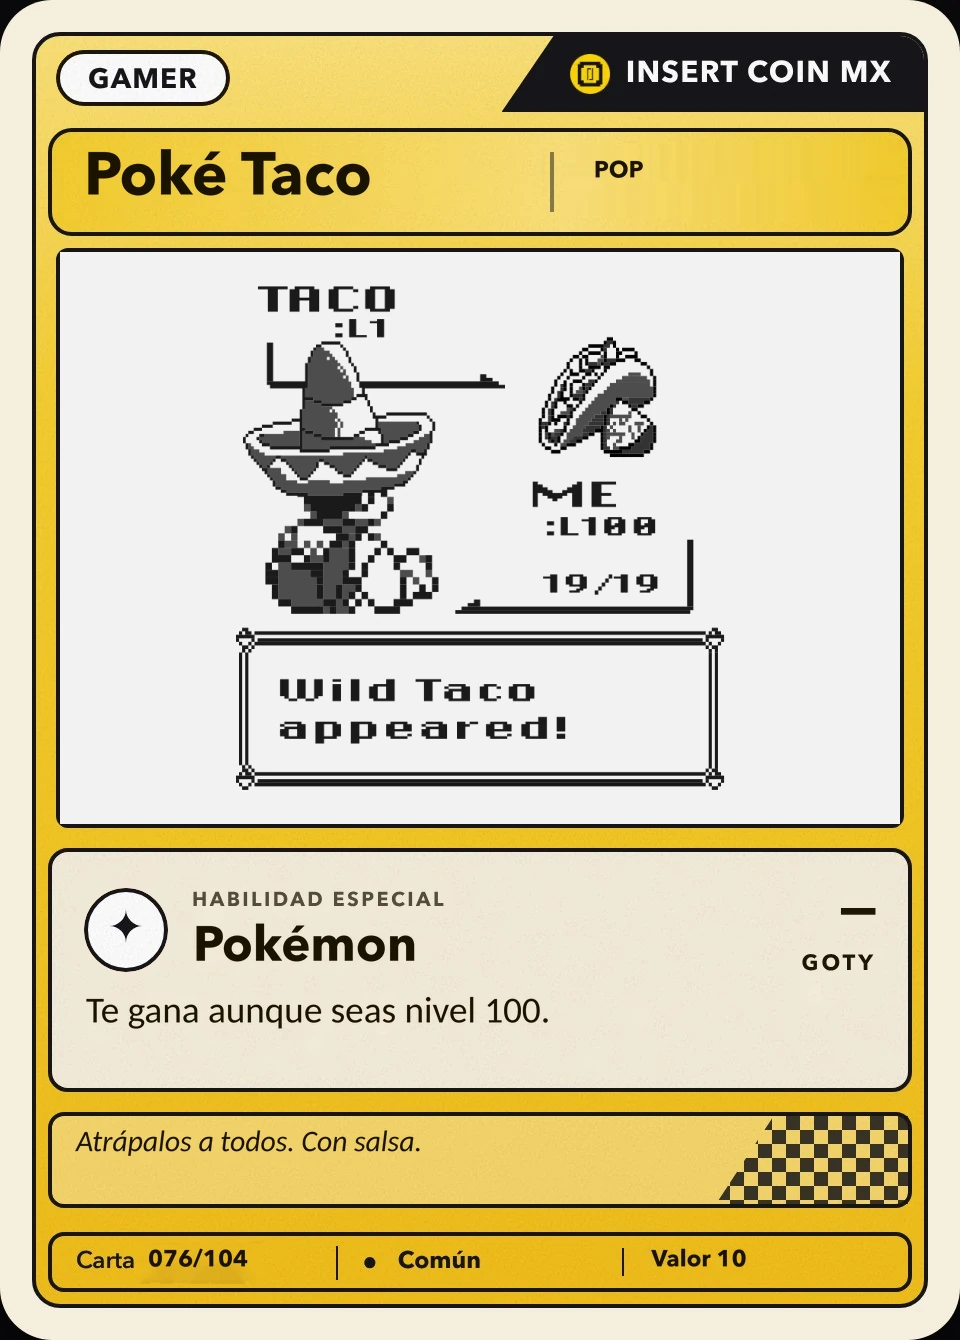 GAMER
INSERT COIN MX
Poké Taco
POP
TACO
:L1
ME
:L100
19/19
Wild Taco
appeared!
HABILIDAD ESPECIAL
Pokémon
—
GOTY
Te gana aunque seas nivel 100.
Atrápalos a todos. Con salsa.
Carta 076/104
● Común
Valor 10